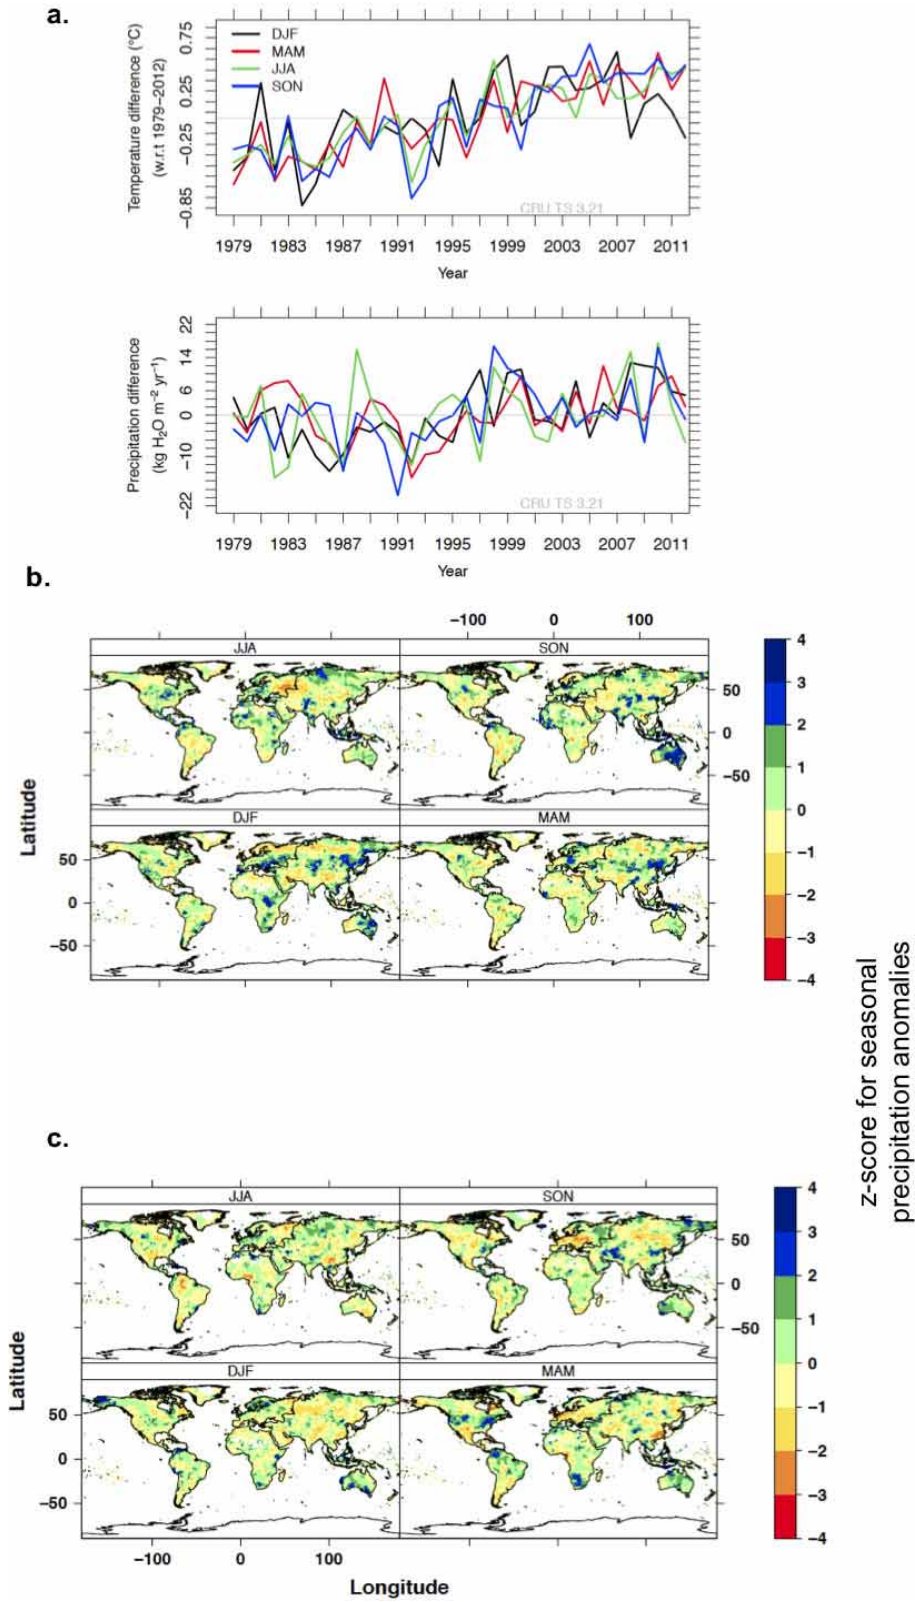 a.
Temperature difference (°C)
(w.r.t 1979–2012)
0.75
0.25
−0.25
−0.85
DJF
MAM
JJA
SON
CRU TS 3.21
1979 1983 1987 1991 1995 1999 2003 2007 2011
Year
Precipitation difference
(kg H₂O m⁻² yr⁻¹)
22
14
6
0
−10
−22
CRU TS 3.21
1979 1983 1987 1991 1995 1999 2003 2007 2011
Year
b.
−100 0 100
JJA SON
50
0
−50
DJF MAM
50
0
−50
Latitude
4
3
2
1
0
−1
−2
−3
−4
z-score for seasonal
precipitation anomalies
c.
JJA SON
50
0
−50
DJF MAM
50
0
−50
Latitude
−100 0 100
Longitude
4
3
2
1
0
−1
−2
−3
−4